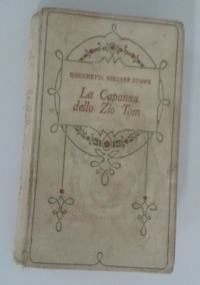 ENRICHETTA BEECHER STOWE
La Capanna
dello Zio Tom